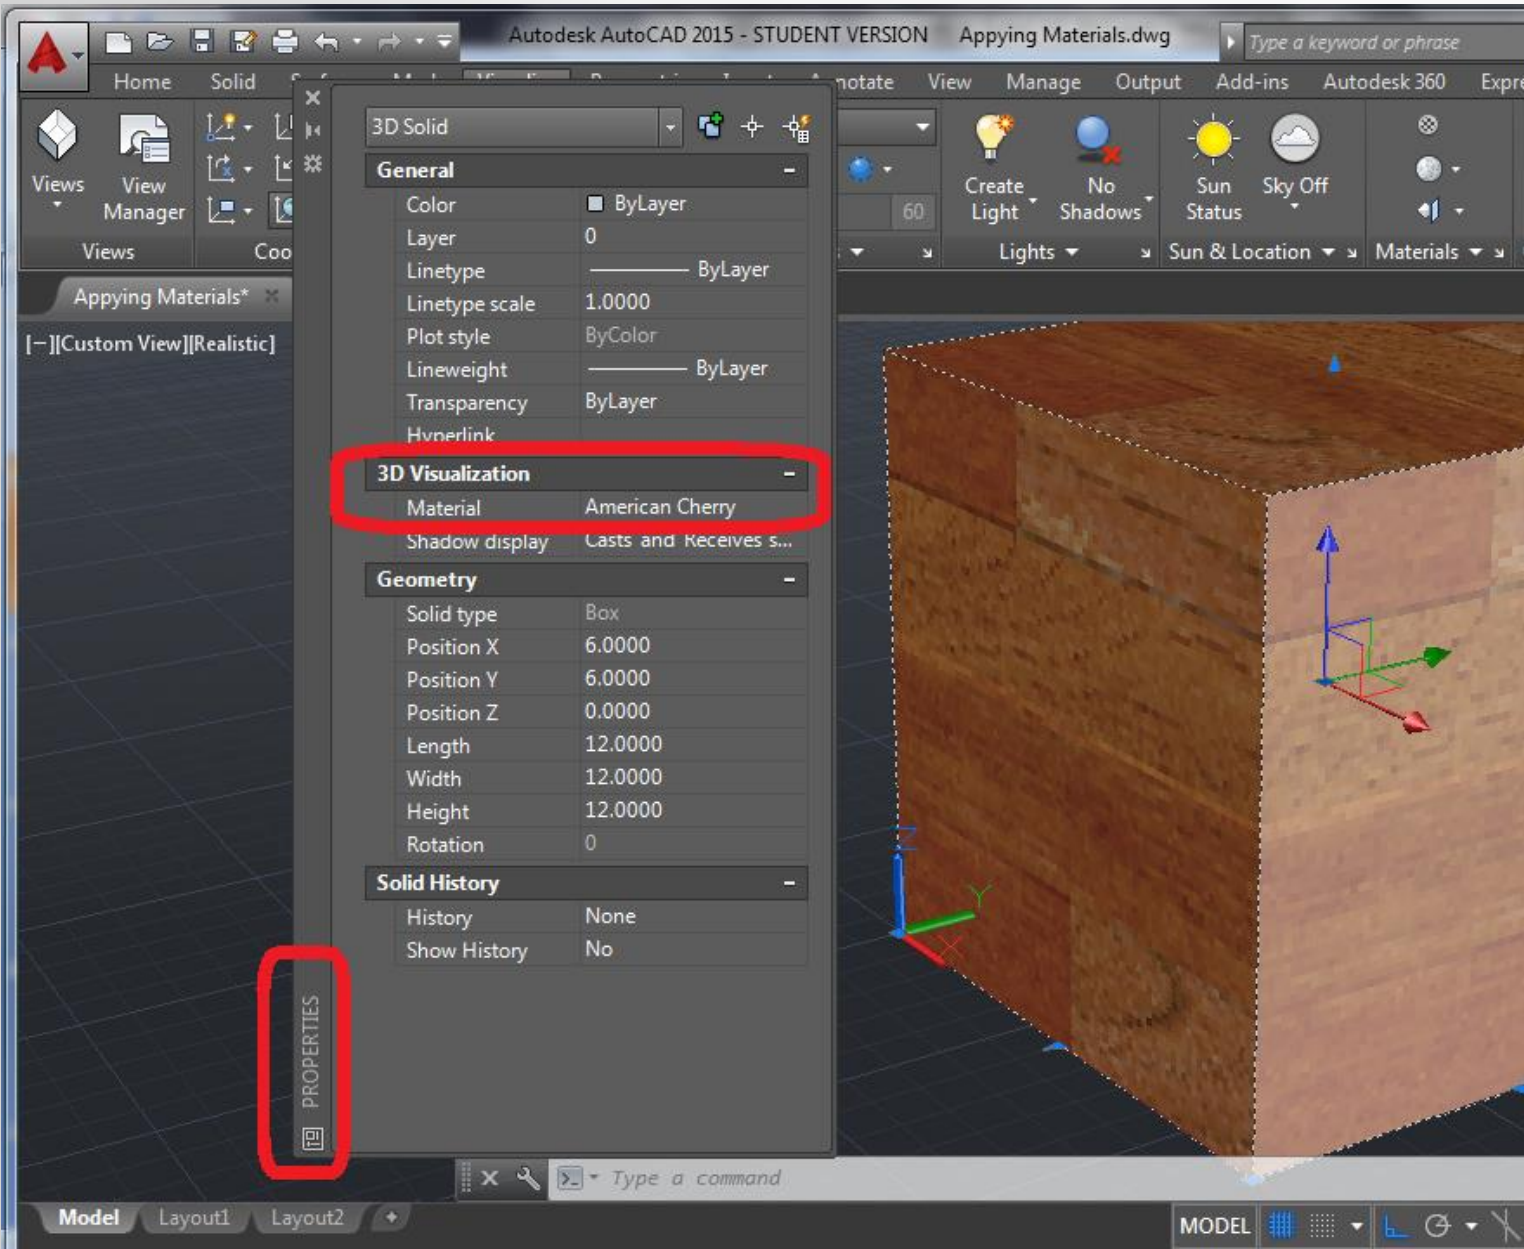 Autodesk AutoCAD 2015 - STUDENT VERSION Appying Materials.dwg Type a keyword or phrase
Home Solid View Manage Output Add-ins Autodesk 360
Views
View
Manager
Views
60
Create
Light
No
Shadows
Lights
Sun
Status
Sky Off
Sun & Location
Materials
Appying Materials*
[−][Custom View][Realistic]
3D Solid
General
Color ByLayer
Layer 0
Linetype ByLayer
Linetype scale 1.0000
Plot style ByColor
Lineweight ByLayer
Transparency ByLayer
Hyperlink
3D Visualization
Material American Cherry
Shadow display Casts and Receives s...
Geometry
Solid type Box
Position X 6.0000
Position Y 6.0000
Position Z 0.0000
Length 12.0000
Width 12.0000
Height 12.0000
Rotation 0
Solid History
History None
Show History No
PROPERTIES
Z
Y
X
Type a command
Model Layout1 Layout2 +
MODEL